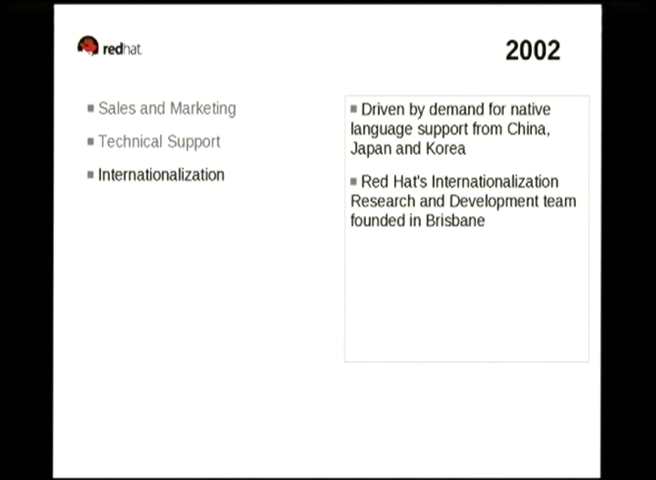 redhat
2002
Sales and Marketing
Technical Support
Internationalization
Driven by demand for native
language support from China,
Japan and Korea
Red Hat's Internationalization
Research and Development team
founded in Brisbane